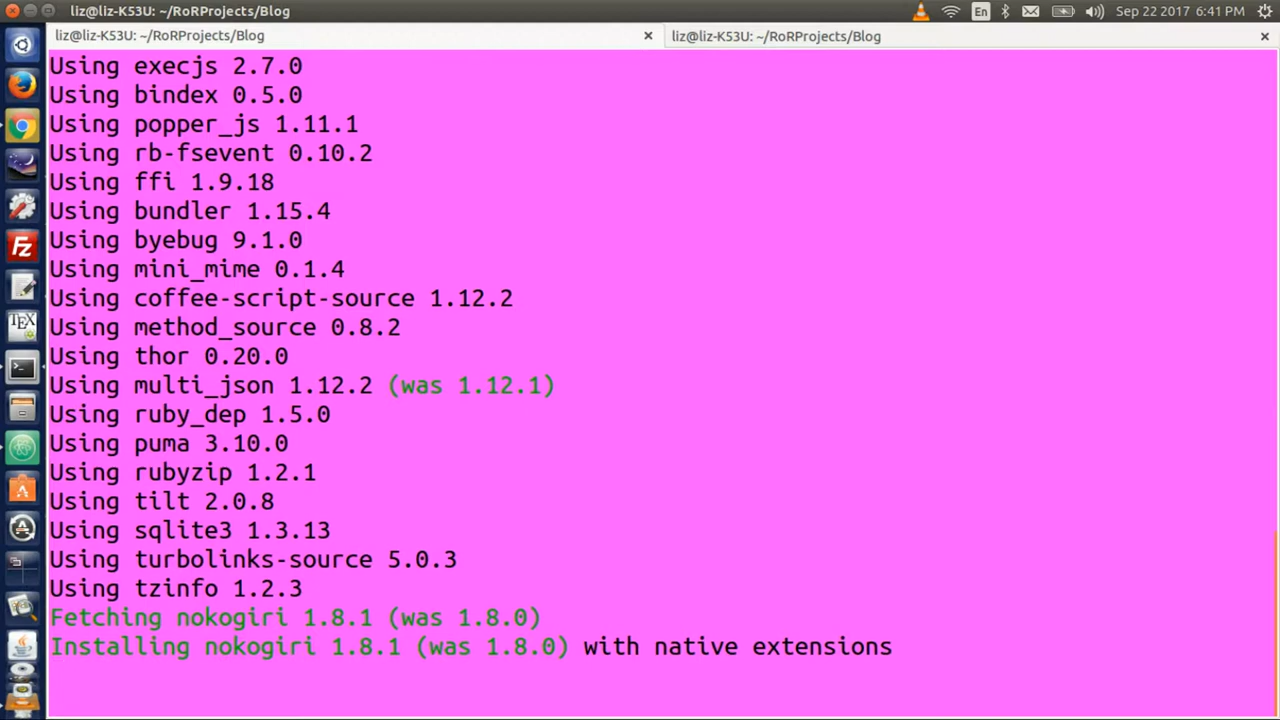 liz@liz-K53U: ~/RoRProjects/Blog
En
Sep 22 2017 6:41 PM
liz@liz-K53U: ~/RoRProjects/Blog ×
liz@liz-K53U: ~/RoRProjects/Blog ×
Using execjs 2.7.0
Using bindex 0.5.0
Using popper_js 1.11.1
Using rb-fsevent 0.10.2
Using ffi 1.9.18
Using bundler 1.15.4
Using byebug 9.1.0
Using mini_mime 0.1.4
Using coffee-script-source 1.12.2
Using method_source 0.8.2
Using thor 0.20.0
Using multi_json 1.12.2 (was 1.12.1)
Using ruby_dep 1.5.0
Using puma 3.10.0
Using rubyzip 1.2.1
Using tilt 2.0.8
Using sqlite3 1.3.13
Using turbolinks-source 5.0.3
Using tzinfo 1.2.3
Fetching nokogiri 1.8.1 (was 1.8.0)
Installing nokogiri 1.8.1 (was 1.8.0) with native extensions
Fz
TEX